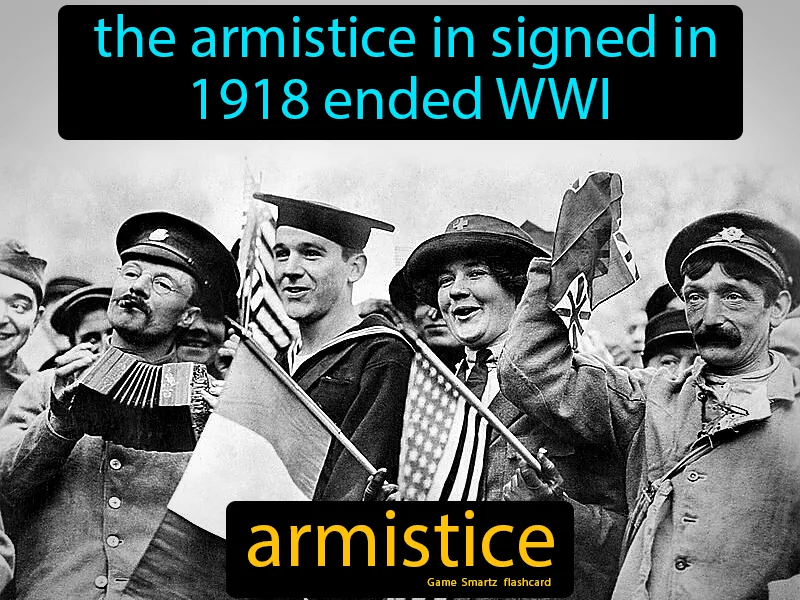 the armistice in signed in
1918 ended WWI
armistice
Game Smartz flashcard